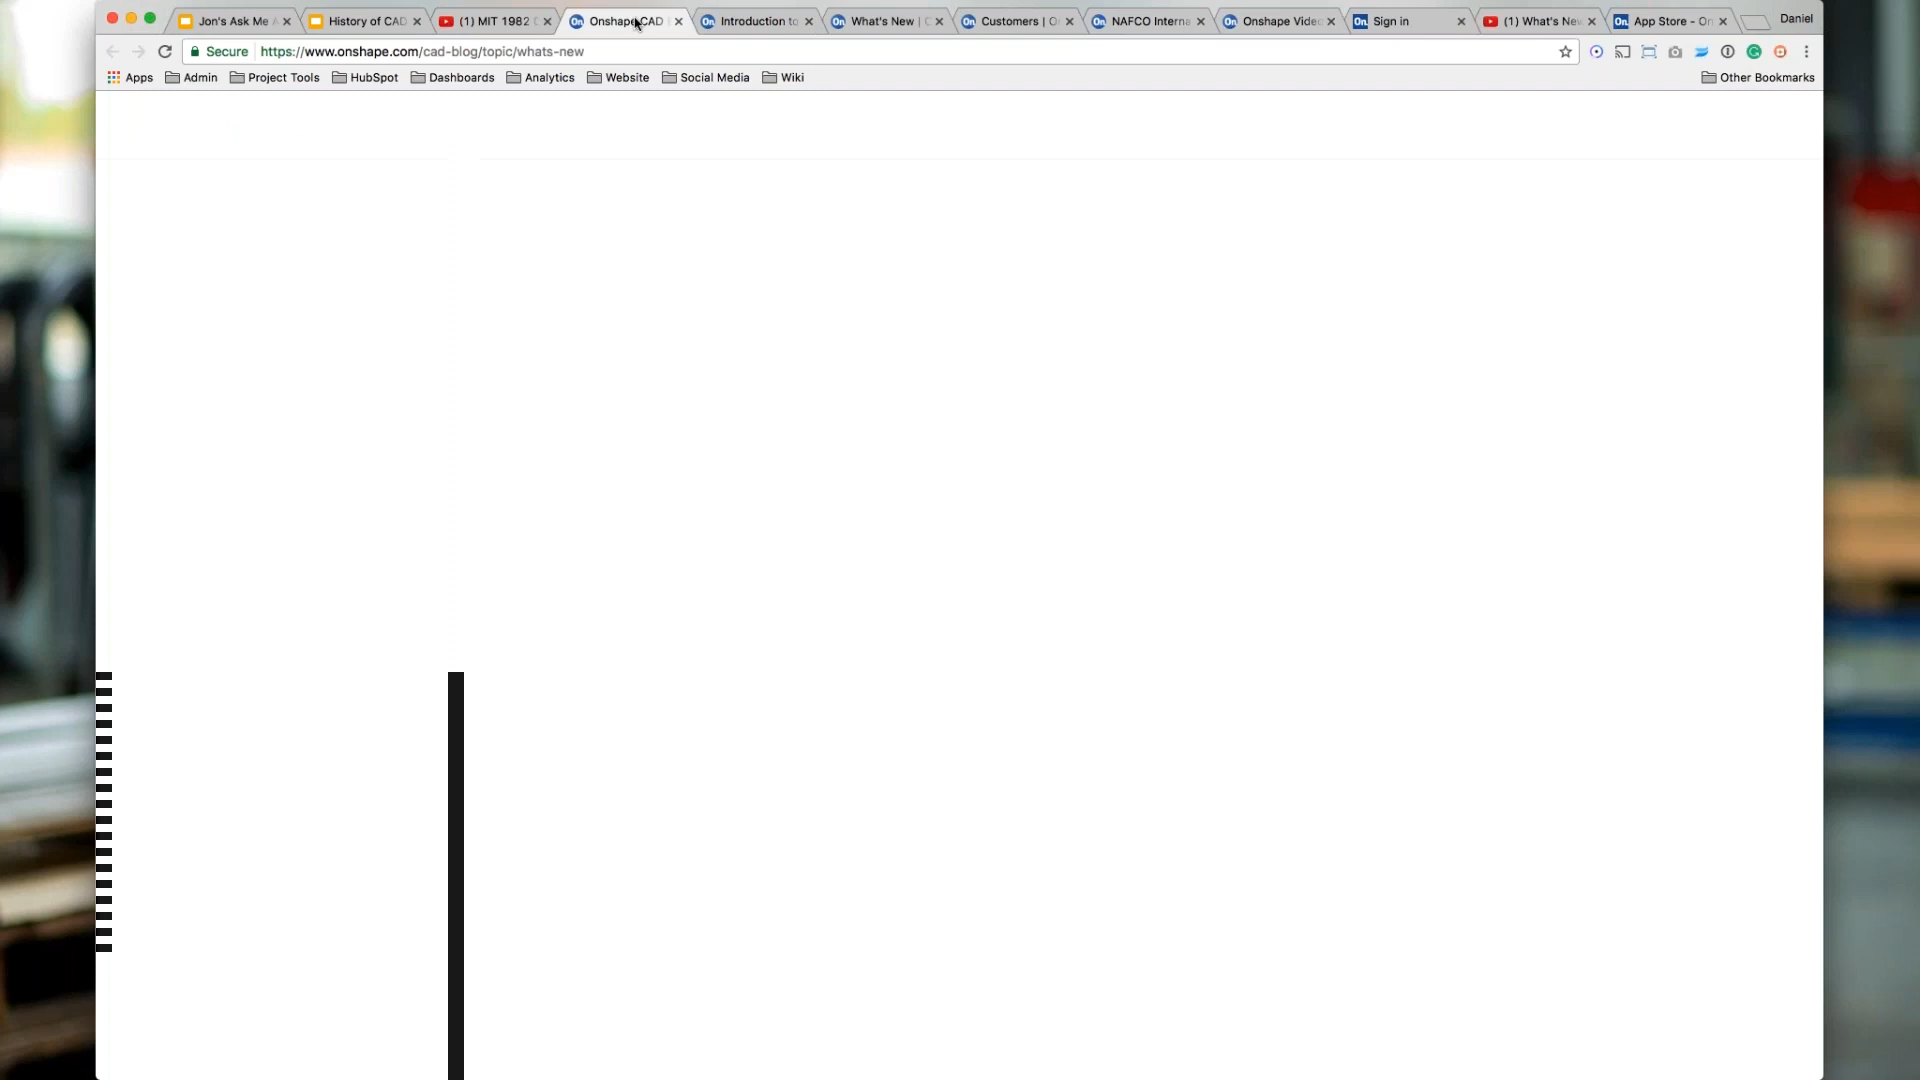 Jon's Ask Me
History of CAD
(1) MIT 1982
Onshape CAD
Introduction to
What's New |
Customers |
NAFCO Interna
Onshape Video
Sign in
(1) What's New
App Store - On
Daniel
Secure https://www.onshape.com/cad-blog/topic/whats-new
Apps Admin Project Tools HubSpot Dashboards Analytics Website Social Media Wiki Other Bookmarks